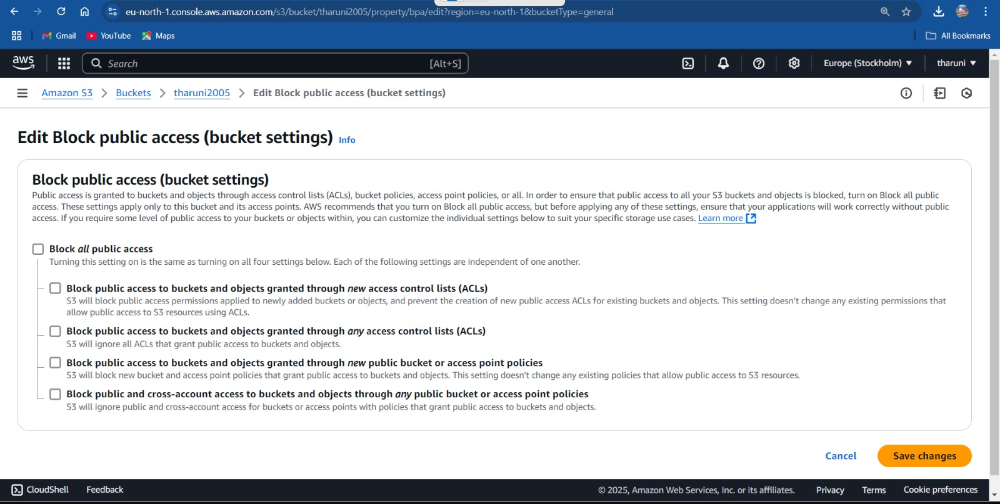 eu-north-1.console.aws.amazon.com/s3/bucket/tharuni2005/property/bpa/edit?region=eu-north-1&bucketType=general
Gmail YouTube Maps All Bookmarks
aws Search [Alt+S] Europe (Stockholm) tharuni
Amazon S3 Buckets tharuni2005 Edit Block public access (bucket settings)
Edit Block public access (bucket settings) Info
Block public access (bucket settings)
Public access is granted to buckets and objects through access control lists (ACLs), bucket policies, access point policies, or all. In order to ensure that public access to all your S3 buckets and objects is blocked, turn on Block all public
access. These settings apply only to this bucket and its access points. AWS recommends that you turn on Block all public access, but before applying any of these settings, ensure that your applications will work correctly without public
access. If you require some level of public access to your buckets or objects within, you can customize the individual settings below to suit your specific storage use cases. Learn more
Block all public access
Turning this setting on is the same as turning on all four settings below. Each of the following settings are independent of one another.
Block public access to buckets and objects granted through new access control lists (ACLs)
S3 will block public access permissions applied to newly added buckets or objects, and prevent the creation of new public access ACLs for existing buckets and objects. This setting doesn't change any existing permissions that
allow public access to S3 resources using ACLs.
Block public access to buckets and objects granted through any access control lists (ACLs)
S3 will ignore all ACLs that grant public access to buckets and objects.
Block public access to buckets and objects granted through new public bucket or access point policies
S3 will block new bucket and access point policies that grant public access to buckets and objects. This setting doesn't change any existing policies that allow public access to S3 resources.
Block public and cross-account access to buckets and objects through any public bucket or access point policies
S3 will ignore public and cross-account access for buckets or access points with policies that grant public access to buckets and objects.
Cancel Save changes
CloudShell Feedback © 2025, Amazon Web Services, Inc. or its affiliates. Privacy Terms Cookie preferences